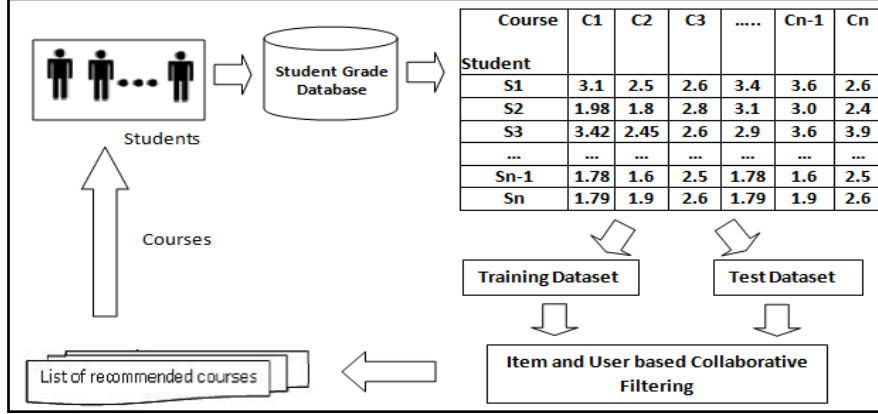 Students
Student Grade
Database
Course C1 C2 C3 ..... Cn-1 Cn
Student
S1 3.1 2.5 2.6 3.4 3.6 2.6
S2 1.98 1.8 2.8 3.1 3.0 2.4
S3 3.42 2.45 2.6 2.9 3.6 3.9
... ... ... ... ... ... ...
Sn-1 1.78 1.6 2.5 1.78 1.6 2.5
Sn 1.79 1.9 2.6 1.79 1.9 2.6
Training Dataset
Test Dataset
Item and User based Collaborative
Filtering
List of recommended courses
Courses